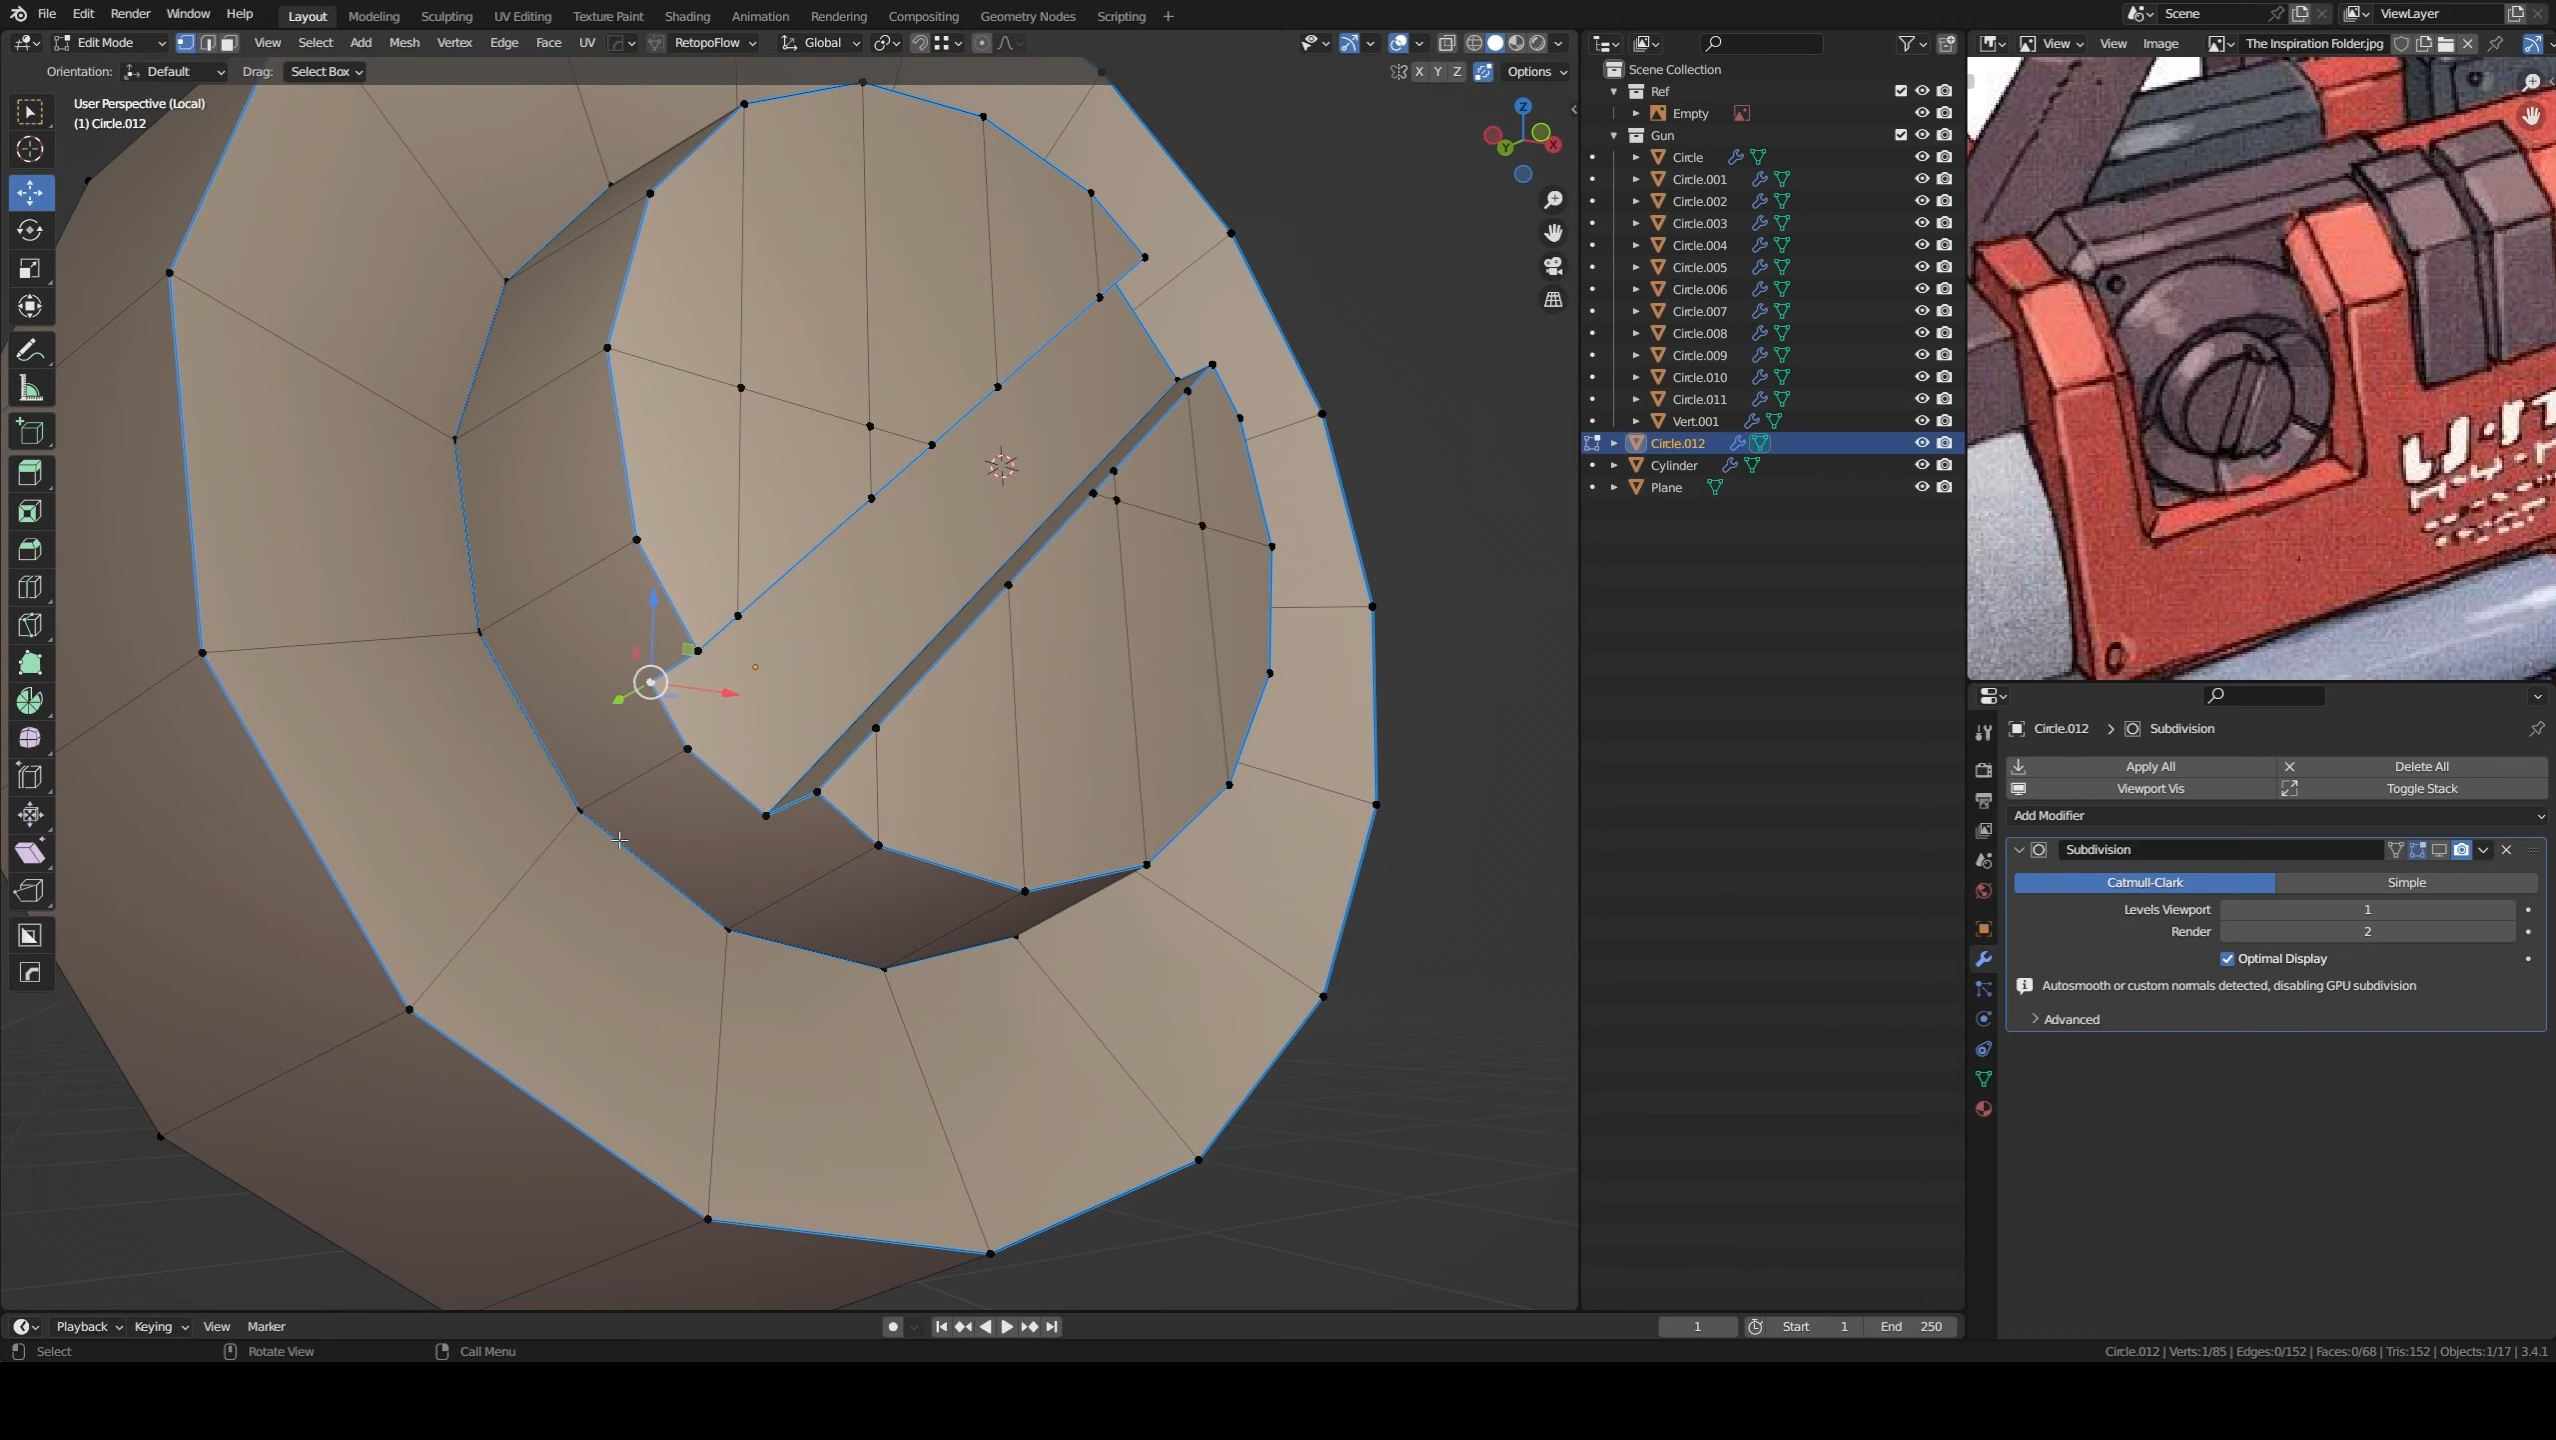 File Edit Render Window Help Layout Modeling Sculpting UV Editing Texture Paint Shading Animation Rendering Compositing Geometry Nodes Scripting + Scene ViewLayer
Edit Mode View Select Add Mesh Vertex Edge Face UV RetopoFlow Global View View Image The Inspiration Folder.jpg
Orientation: Default Drag: Select Box X Y Z Options
User Perspective (Local)
(1) Circle.012
Z
X
Y
Scene Collection
Ref
Empty
Gun
Circle
Circle.001
Circle.002
Circle.003
Circle.004
Circle.005
Circle.006
Circle.007
Circle.008
Circle.009
Circle.010
Circle.011
Vert.001
Circle.012
Cylinder
Plane
Circle.012 > Subdivision
Apply All Delete All
Viewport Vis Toggle Stack
Add Modifier
Subdivision
Catmull-Clark Simple
Levels Viewport 1
Render 2
Optimal Display
Autosmooth or custom normals detected, disabling GPU subdivision
Advanced
Playback Keying View Marker 1 Start 1 End 250
Select Rotate View Call Menu Circle.012 | Verts:1/85 | Edges:0/152 | Faces:0/68 | Tris:152 | Objects:1/17 | 3.4.1